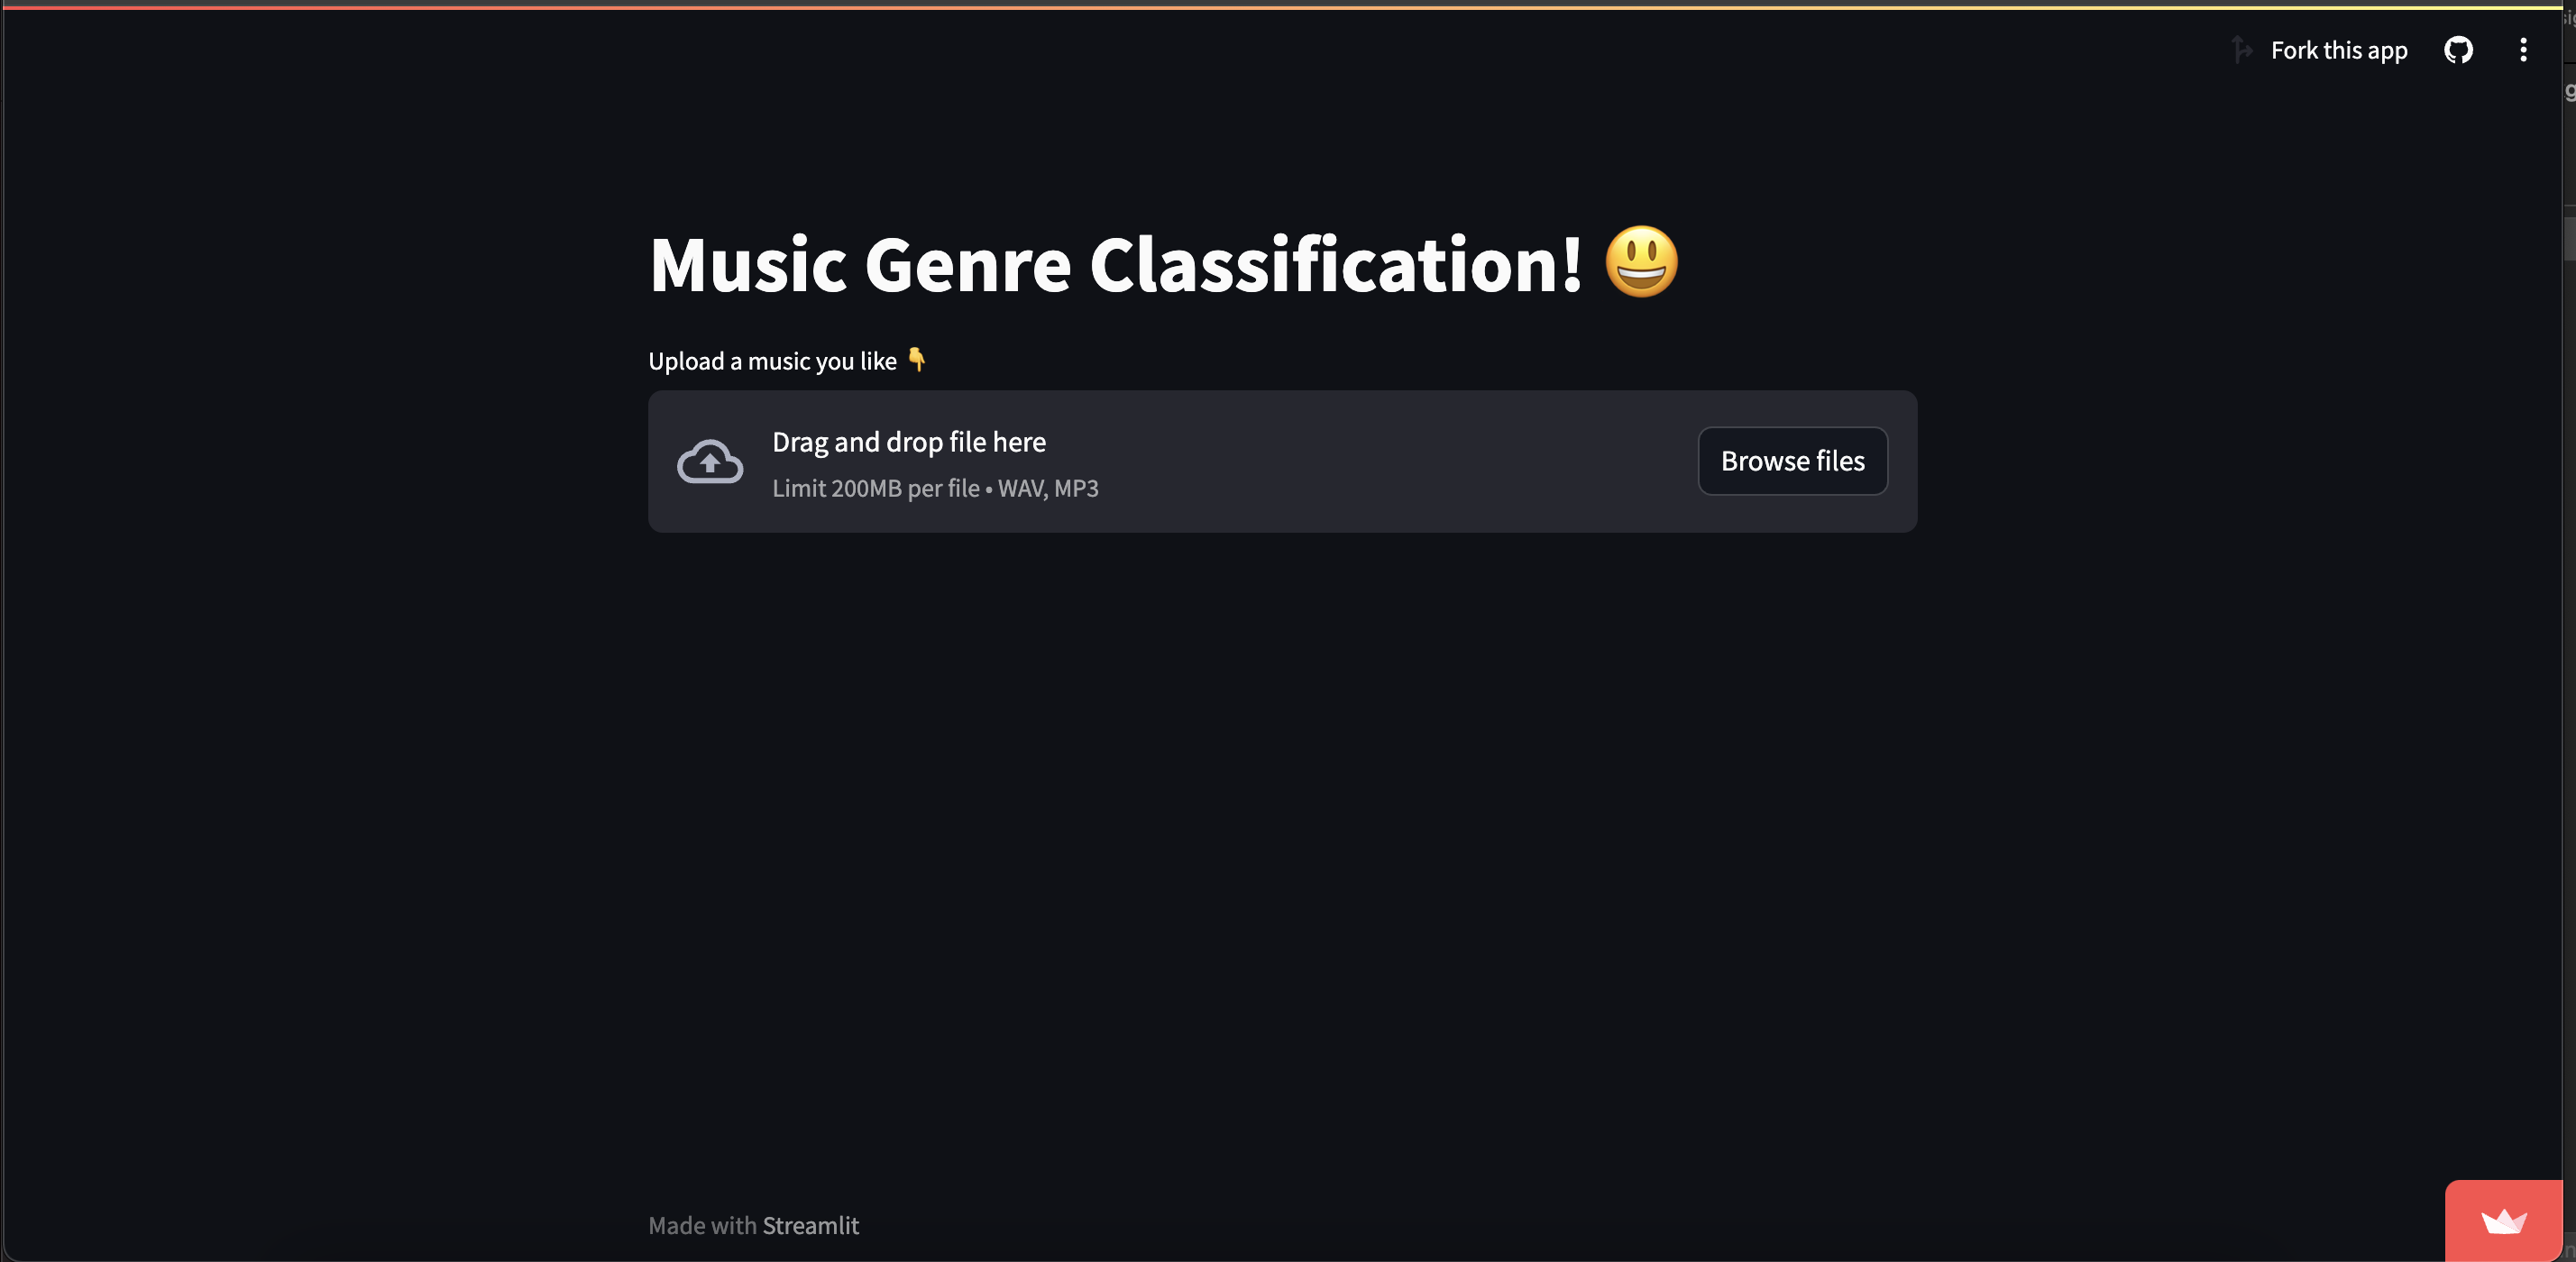 Fork this app
Music Genre Classification! 😃
Upload a music you like 👇
Drag and drop file here
Limit 200MB per file • WAV, MP3
Browse files
Made with Streamlit